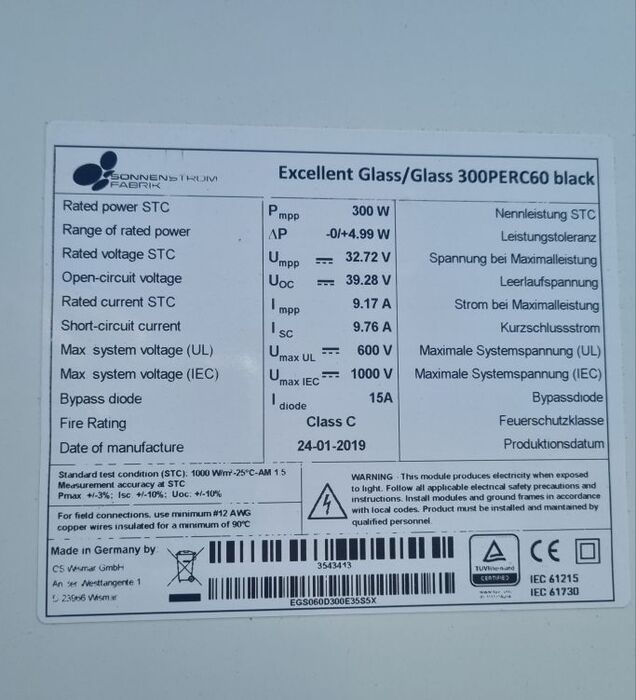 SONNENSTROM
FABRIK
Excellent Glass/Glass 300PERC60 black
Rated power STC Pmpp 300 W Nennleistung STC
Range of rated power ΔP -0/+4.99 W Leistungstoleranz
Rated voltage STC Umpp 32.72 V Spannung bei Maximalleistung
Open-circuit voltage UOC 39.28 V Leerlaufspannung
Rated current STC Impp 9.17 A Strom bei Maximalleistung
Short-circuit current ISC 9.76 A Kurzschlussstrom
Max system voltage (UL) Umax UL 600 V Maximale Systemspannung (UL)
Max system voltage (IEC) Umax IEC 1000 V Maximale Systemspannung (IEC)
Bypass diode Idiode 15A Bypassdiode
Fire Rating Class C Feuerschutzklasse
Date of manufacture 24-01-2019 Produktionsdatum
Standard test condition (STC): 1000 W/m²-25°C-AM 1.5
Measurement accuracy at STC
Pmax +/-3%; Isc +/-10%; Uoc. +/-10%
For field connections, use minimum #12 AWG
copper wires insulated for a minimum of 90°C
WARNING This module produces electricity when exposed
to light. Follow all applicable electrical safety precautions and
instructions. Install modules and ground frames in accordance
with local codes. Product must be installed and maintained by
qualified personnel
Made in Germany by
CS Wismar GmbH
An der Westtangente 1
D 23966 Wismar
3543413
EGS060D300E35S5X
TÜVRheinland
CERTIFIED
CE
IEC 61215
IEC 61730